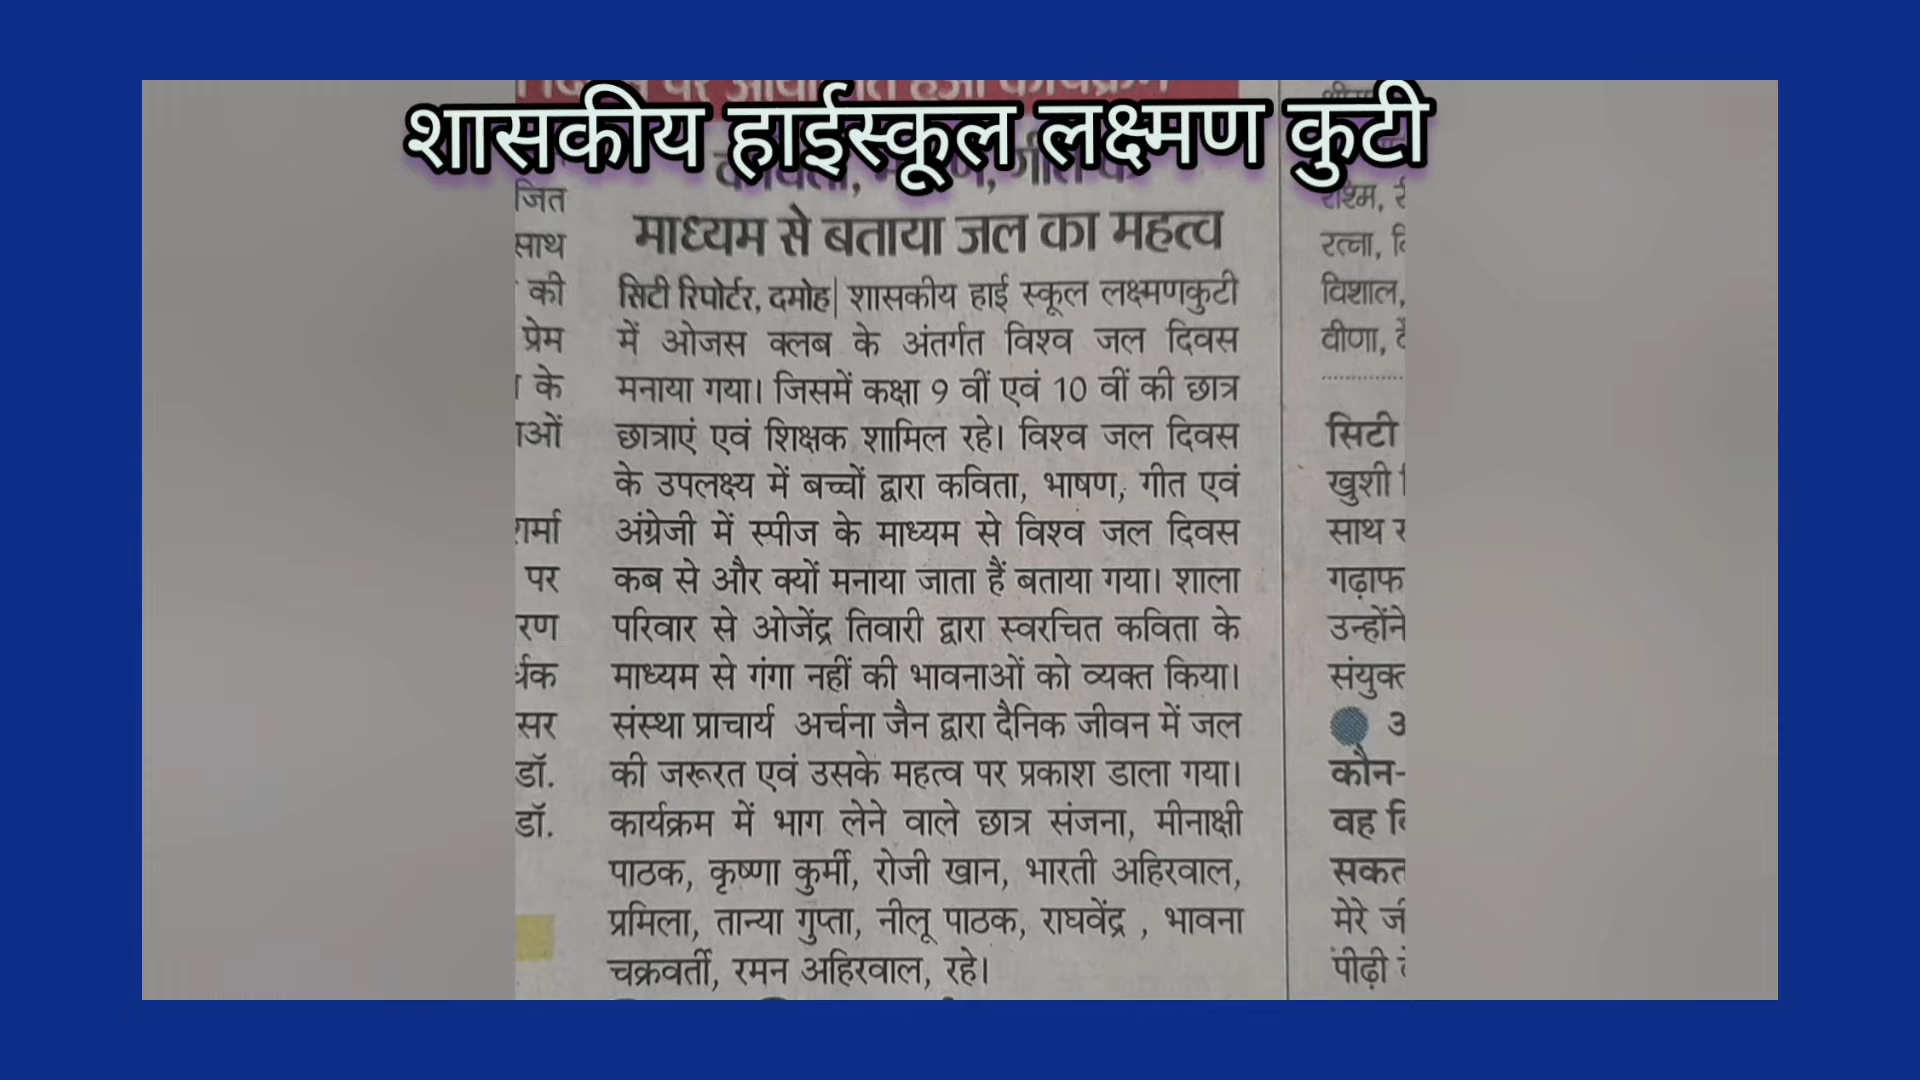 शासकीय हाईस्कूल लक्ष्मण कुटी
माध्यम से बताया जल का महत्व
सिटी रिपोर्टर, दमोह| शासकीय हाई स्कूल लक्ष्मणकुटी
में ओजस क्लब के अंतर्गत विश्व जल दिवस
मनाया गया। जिसमें कक्षा 9 वीं एवं 10 वीं की छात्र
छात्राएं एवं शिक्षक शामिल रहे। विश्व जल दिवस
के उपलक्ष्य में बच्चों द्वारा कविता, भाषण, गीत एवं
अंग्रेजी में स्पीज के माध्यम से विश्व जल दिवस
कब से और क्यों मनाया जाता हैं बताया गया। शाला
परिवार से ओजेंद्र तिवारी द्वारा स्वरचित कविता के
माध्यम से गंगा नहीं की भावनाओं को व्यक्त किया।
संस्था प्राचार्य अर्चना जैन द्वारा दैनिक जीवन में जल
की जरूरत एवं उसके महत्व पर प्रकाश डाला गया।
कार्यक्रम में भाग लेने वाले छात्र संजना, मीनाक्षी
पाठक, कृष्णा कुर्मी, रोजी खान, भारती अहिरवाल,
प्रमिला, तान्या गुप्ता, नीलू पाठक, राघवेंद्र , भावना
चक्रवर्ती, रमन अहिरवाल, रहे।
साथ
की
प्रेम
के
पर
डॉ.
डॉ.
रत्ना,
विशाल,
वीणा,
सिटी
खुशी
साथ
उन्होंने
कौन-
वह
मेरे
पीढ़ी